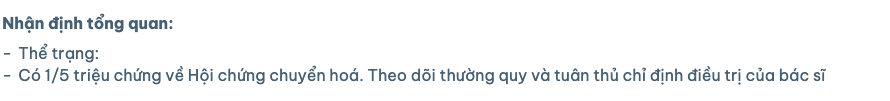 Nhận định tổng quan:
- Thể trạng:
- Có 1/5 triệu chứng về Hội chứng chuyển hoá. Theo dõi thường quy và tuân thủ chỉ định điều trị của bác sĩ